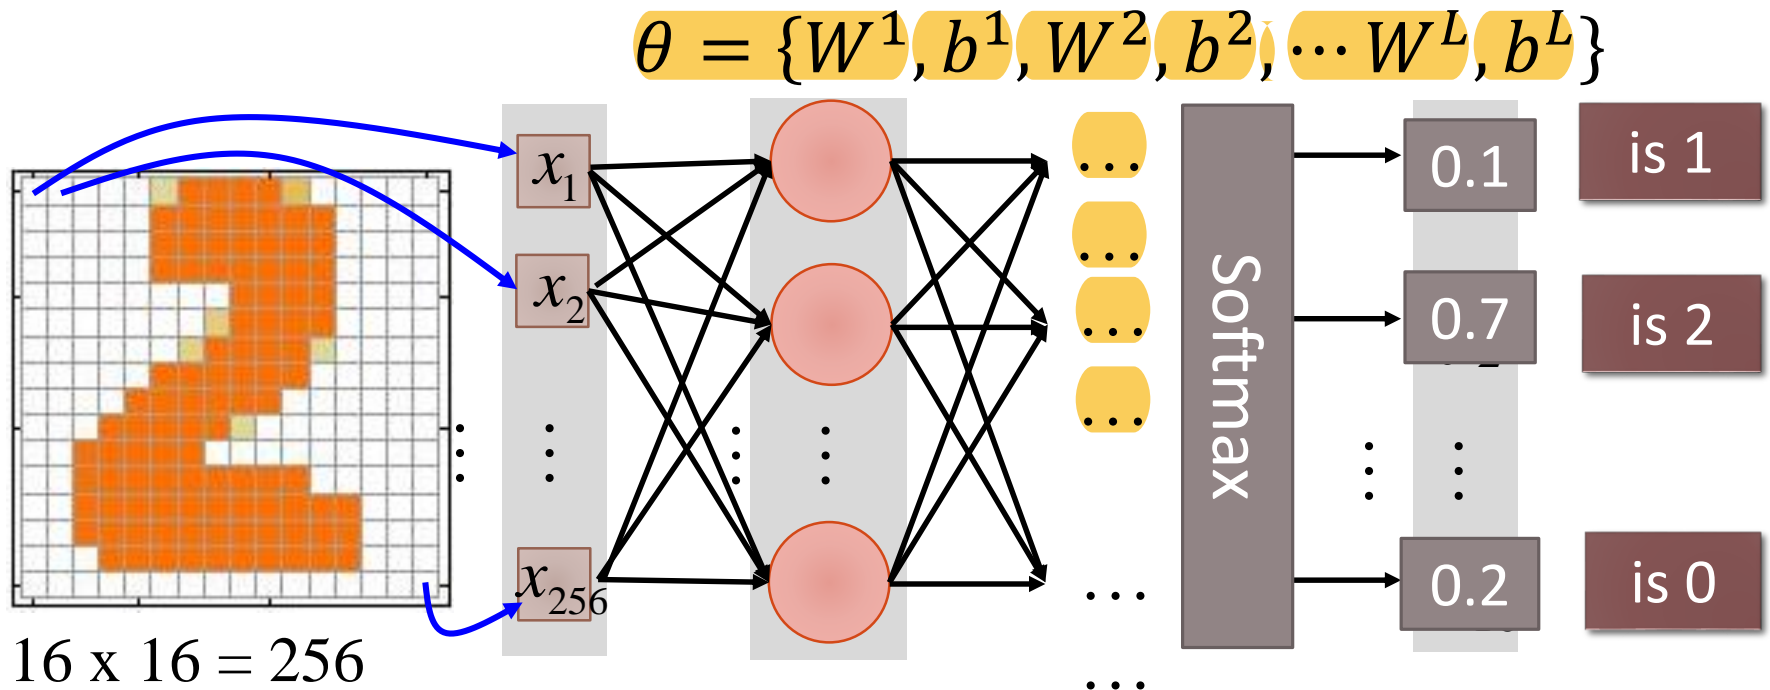 θ = {W¹, b¹, W², b², ⋯ W^L, b^L}
x₁
x₂
⋮ ⋮ ⋮ ⋮
x₂₅₆
…
…
…
…
…
…
Softmax
0.1 is 1
0.7 is 2
⋮ ⋮
0.2 is 0
16 x 16 = 256